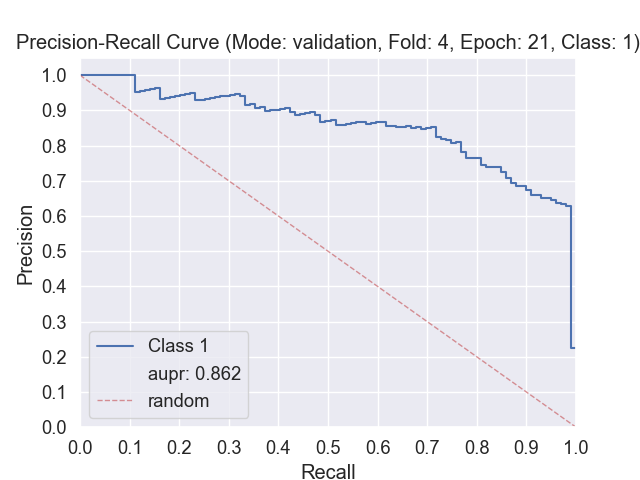 Precision-Recall Curve (Mode: validation, Fold: 4, Epoch: 21, Class: 1)
1.0
0.9
0.8
0.7
0.6
0.5
0.4
0.3
0.2
0.1
0.0
Precision
Class 1
aupr: 0.862
random
0.0 0.1 0.2 0.3 0.4 0.5 0.6 0.7 0.8 0.9 1.0
Recall